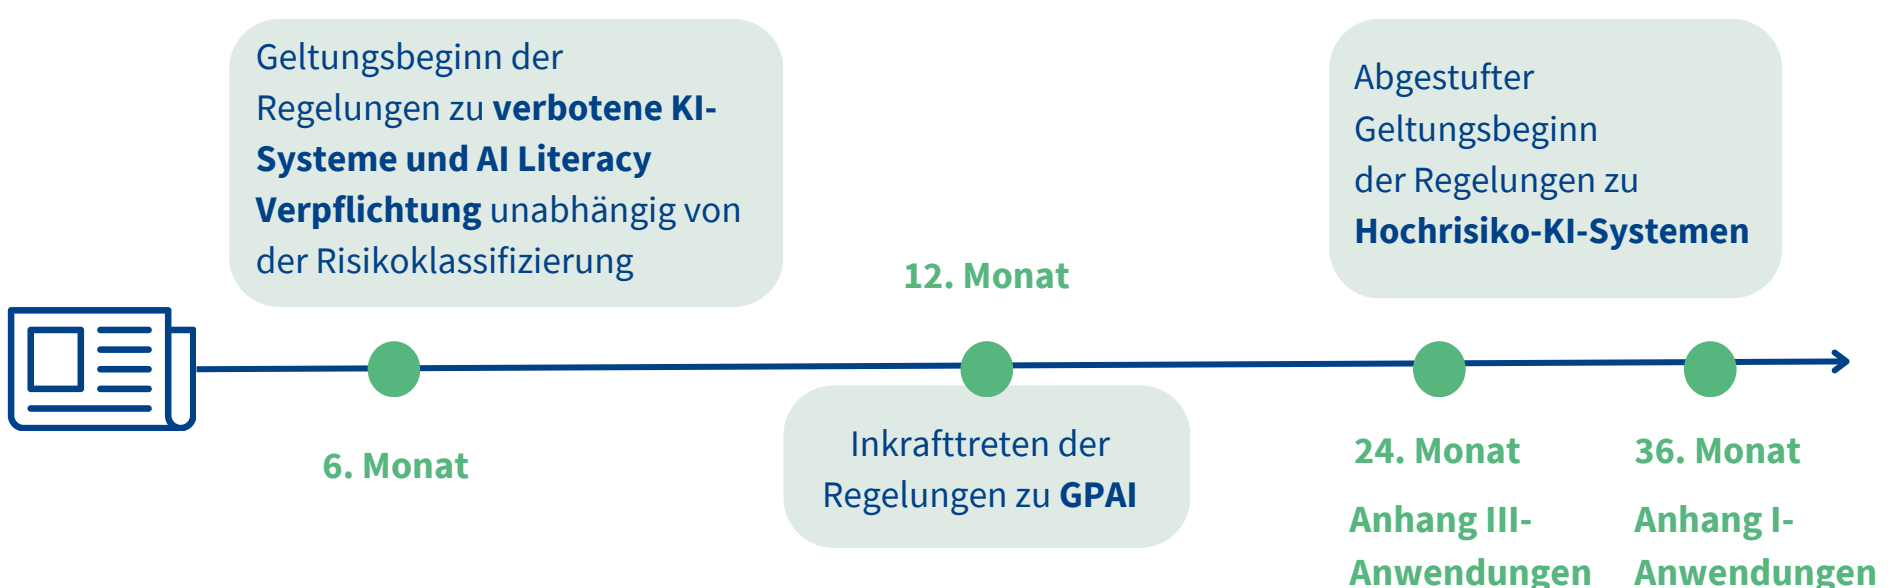 Geltungsbeginn der
Regelungen zu verbotene KI-
Systeme und AI Literacy
Verpflichtung unabhängig von
der Risikoklassifizierung
6. Monat
12. Monat
Inkrafttreten der
Regelungen zu GPAI
Abgestufter
Geltungsbeginn
der Regelungen zu
Hochrisiko-KI-Systemen
24. Monat
Anhang III-
Anwendungen
36. Monat
Anhang I-
Anwendungen